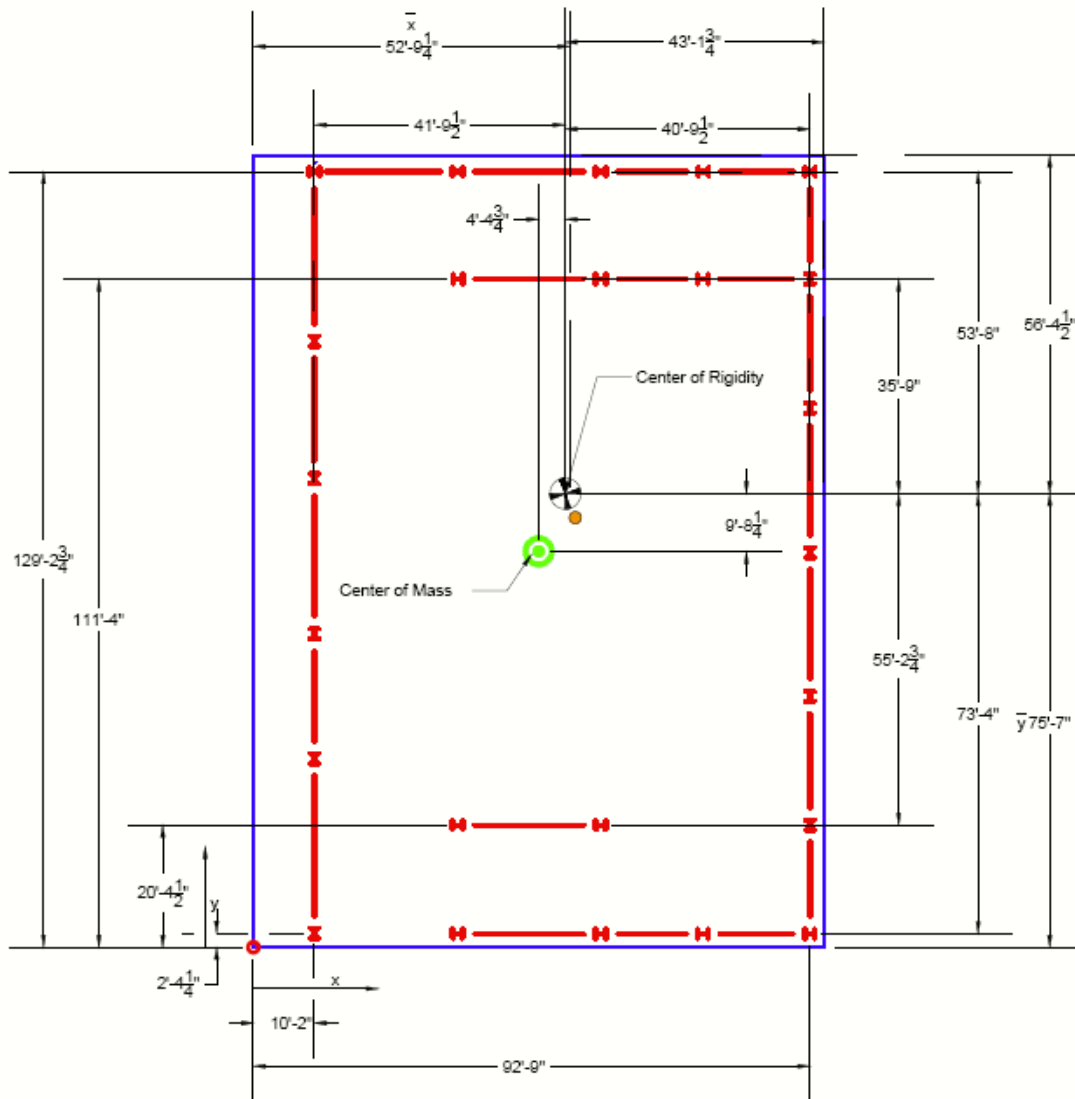 x
52'-9 1/4"
43'-1 3/4"
41'-9 1/2"
40'-9 1/2"
4'-4 3/4"
56'-4 1/2"
53'-8"
35'-9"
Center of Rigidity
9'-8 1/4"
129'-2 3/4"
Center of Mass
111'-4"
55'-2 3/4"
73'-4"
y 75'-7"
20'-4 1/2"
y
2'-4 1/4"
x
10'-2"
92'-9"